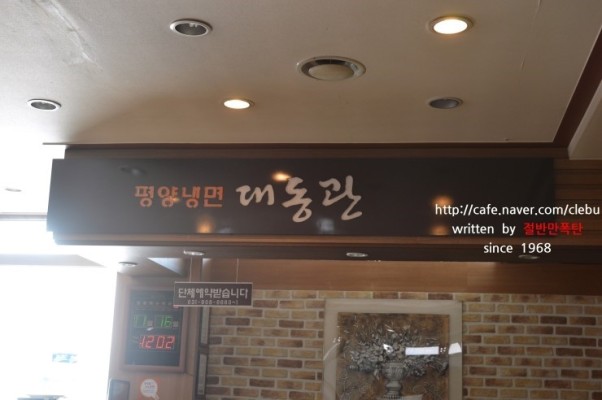 평양냉면 대동관
http://cafe.naver.com/clebu
written by 절반만폭탄
since 1968
단체예약받습니다
1202